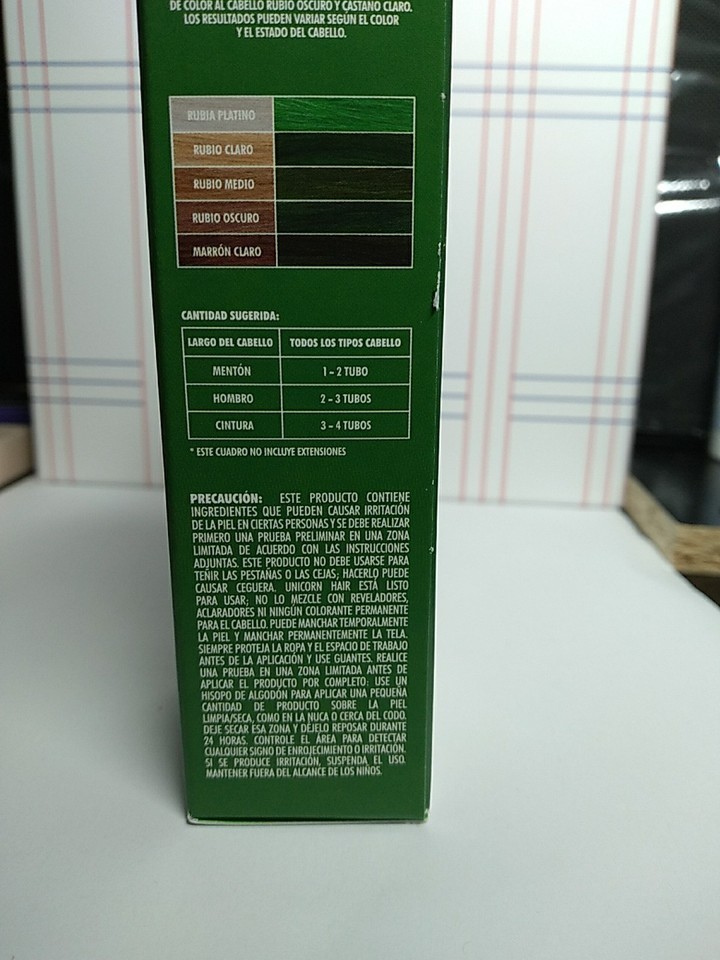 DE COLOR AL CABELLO RUBIO OSCURO Y CASTAÑO CLARO.
LOS RESULTADOS PUEDEN VARIAR SEGÚN EL COLOR
Y EL ESTADO DEL CABELLO.
RUBIA PLATINO
RUBIO CLARO
RUBIO MEDIO
RUBIO OSCURO
MARRÓN CLARO
CANTIDAD SUGERIDA:
LARGO DEL CABELLO TODOS LOS TIPOS CABELLO
MENTÓN 1 – 2 TUBO
HOMBRO 2 – 3 TUBOS
CINTURA 3 – 4 TUBOS
* ESTE CUADRO NO INCLUYE EXTENSIONES
PRECAUCIÓN: ESTE PRODUCTO CONTIENE
INGREDIENTES QUE PUEDEN CAUSAR IRRITACIÓN
DE LA PIEL EN CIERTAS PERSONAS Y SE DEBE REALIZAR
PRIMERO UNA PRUEBA PRELIMINAR EN UNA ZONA
LIMITADA DE ACUERDO CON LAS INSTRUCCIONES
ADJUNTAS. ESTE PRODUCTO NO DEBE USARSE PARA
TEÑIR LAS PESTAÑAS O LAS CEJAS; HACERLO PUEDE
CAUSAR CEGUERA. UNICORN HAIR ESTÁ LISTO
PARA USAR; NO LO MEZCLE CON REVELADORES,
ACLARADORES NI NINGÚN COLORANTE PERMANENTE
PARA EL CABELLO. PUEDE MANCHAR TEMPORALMENTE
LA PIEL Y MANCHAR PERMANENTEMENTE LA TELA.
SIEMPRE PROTEJA LA ROPA Y EL ESPACIO DE TRABAJO
ANTES DE LA APLICACIÓN Y USE GUANTES. REALICE
UNA PRUEBA EN UNA ZONA LIMITADA ANTES DE
APLICAR EL PRODUCTO POR COMPLETO: USE UN
HISOPO DE ALGODÓN PARA APLICAR UNA PEQUEÑA
CANTIDAD DE PRODUCTO SOBRE LA PIEL
LIMPIA/SECA, COMO EN LA NUCA O CERCA DEL CODO.
DEJE SECAR ESA ZONA Y DÉJELO REPOSAR DURANTE
24 HORAS. CONTROLE EL ÁREA PARA DETECTAR
CUALQUIER SIGNO DE ENROJECIMIENTO O IRRITACIÓN.
SI SE PRODUCE IRRITACIÓN, SUSPENDA EL USO.
MANTENER FUERA DEL ALCANCE DE LOS NIÑOS.